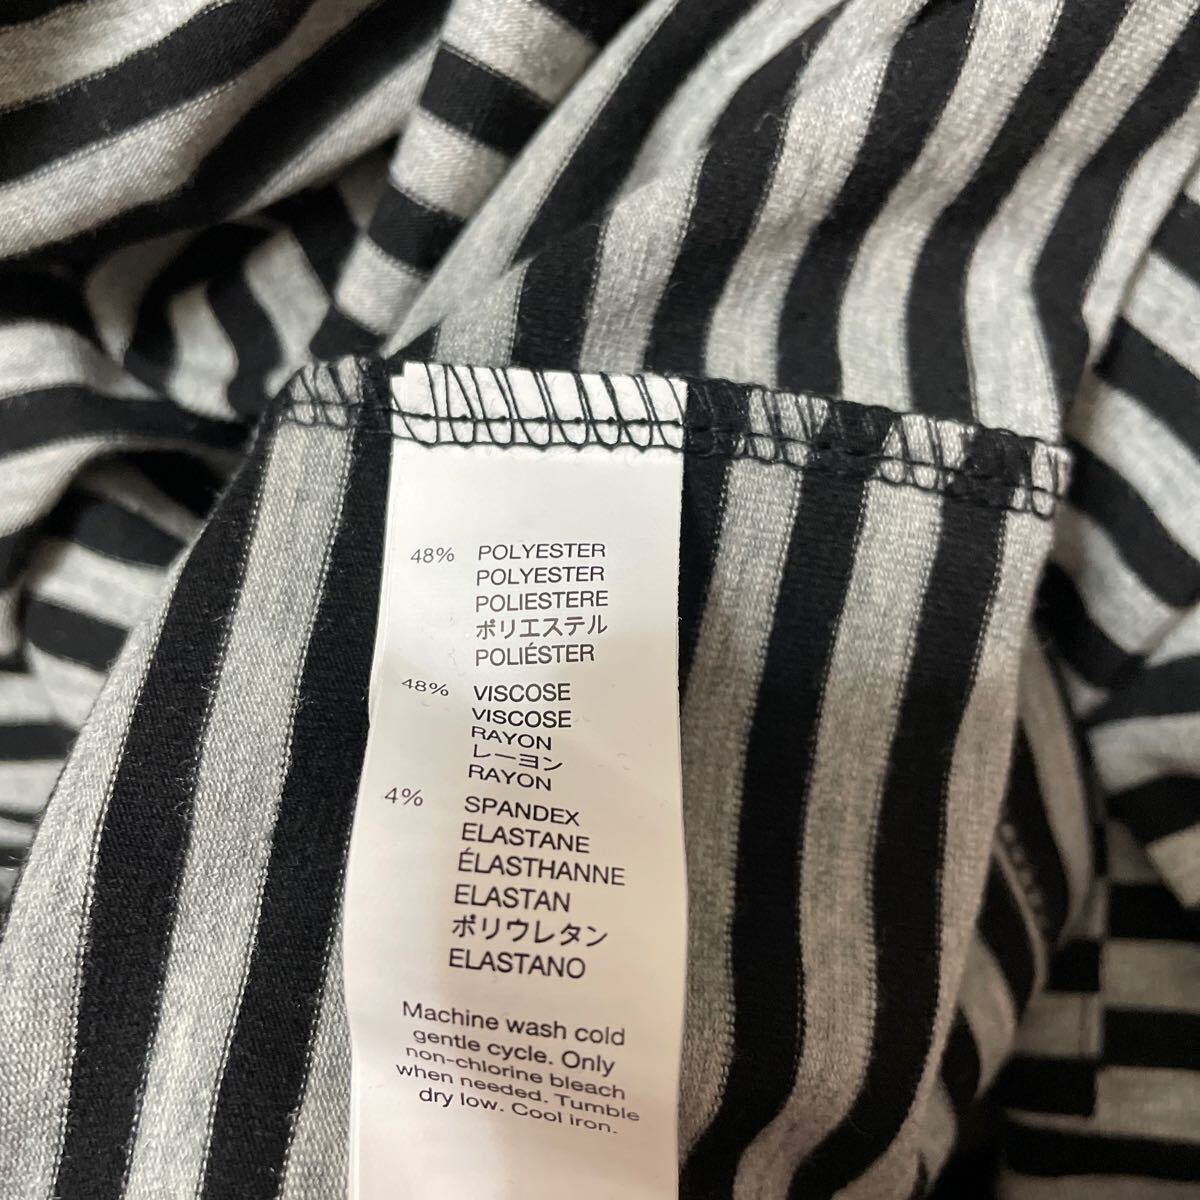 48% POLYESTER
POLYESTER
POLIESTERE
ポリエステル
POLIÉSTER
48% VISCOSE
VISCOSE
RAYON
レーヨン
RAYON
4% SPANDEX
ELASTANE
ÉLASTHANNE
ELASTAN
ポリウレタン
ELASTANO
Machine wash cold
gentle cycle. Only
non-chlorine bleach
when needed. Tumble
dry low. Cool iron.